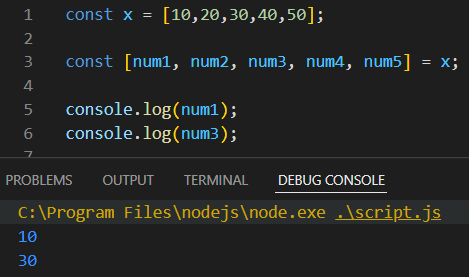 1 const x = [10,20,30,40,50];
2
3 const [num1, num2, num3, num4, num5] = x;
4
5 console.log(num1);
6 console.log(num3);
7
PROBLEMS OUTPUT TERMINAL DEBUG CONSOLE
C:\Program Files\nodejs\node.exe .\script.js
10
30